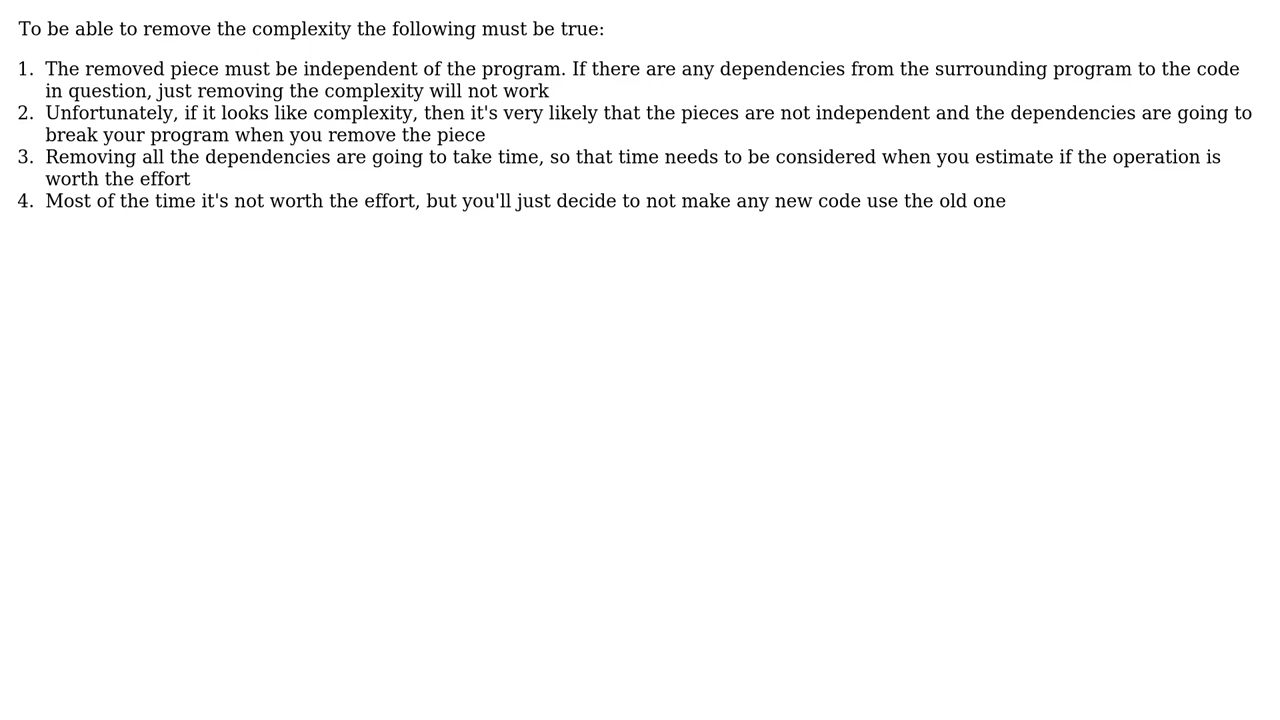 To be able to remove the complexity the following must be true:
1. The removed piece must be independent of the program. If there are any dependencies from the surrounding program to the code
in question, just removing the complexity will not work
2. Unfortunately, if it looks like complexity, then it's very likely that the pieces are not independent and the dependencies are going to
break your program when you remove the piece
3. Removing all the dependencies are going to take time, so that time needs to be considered when you estimate if the operation is
worth the effort
4. Most of the time it's not worth the effort, but you'll just decide to not make any new code use the old one